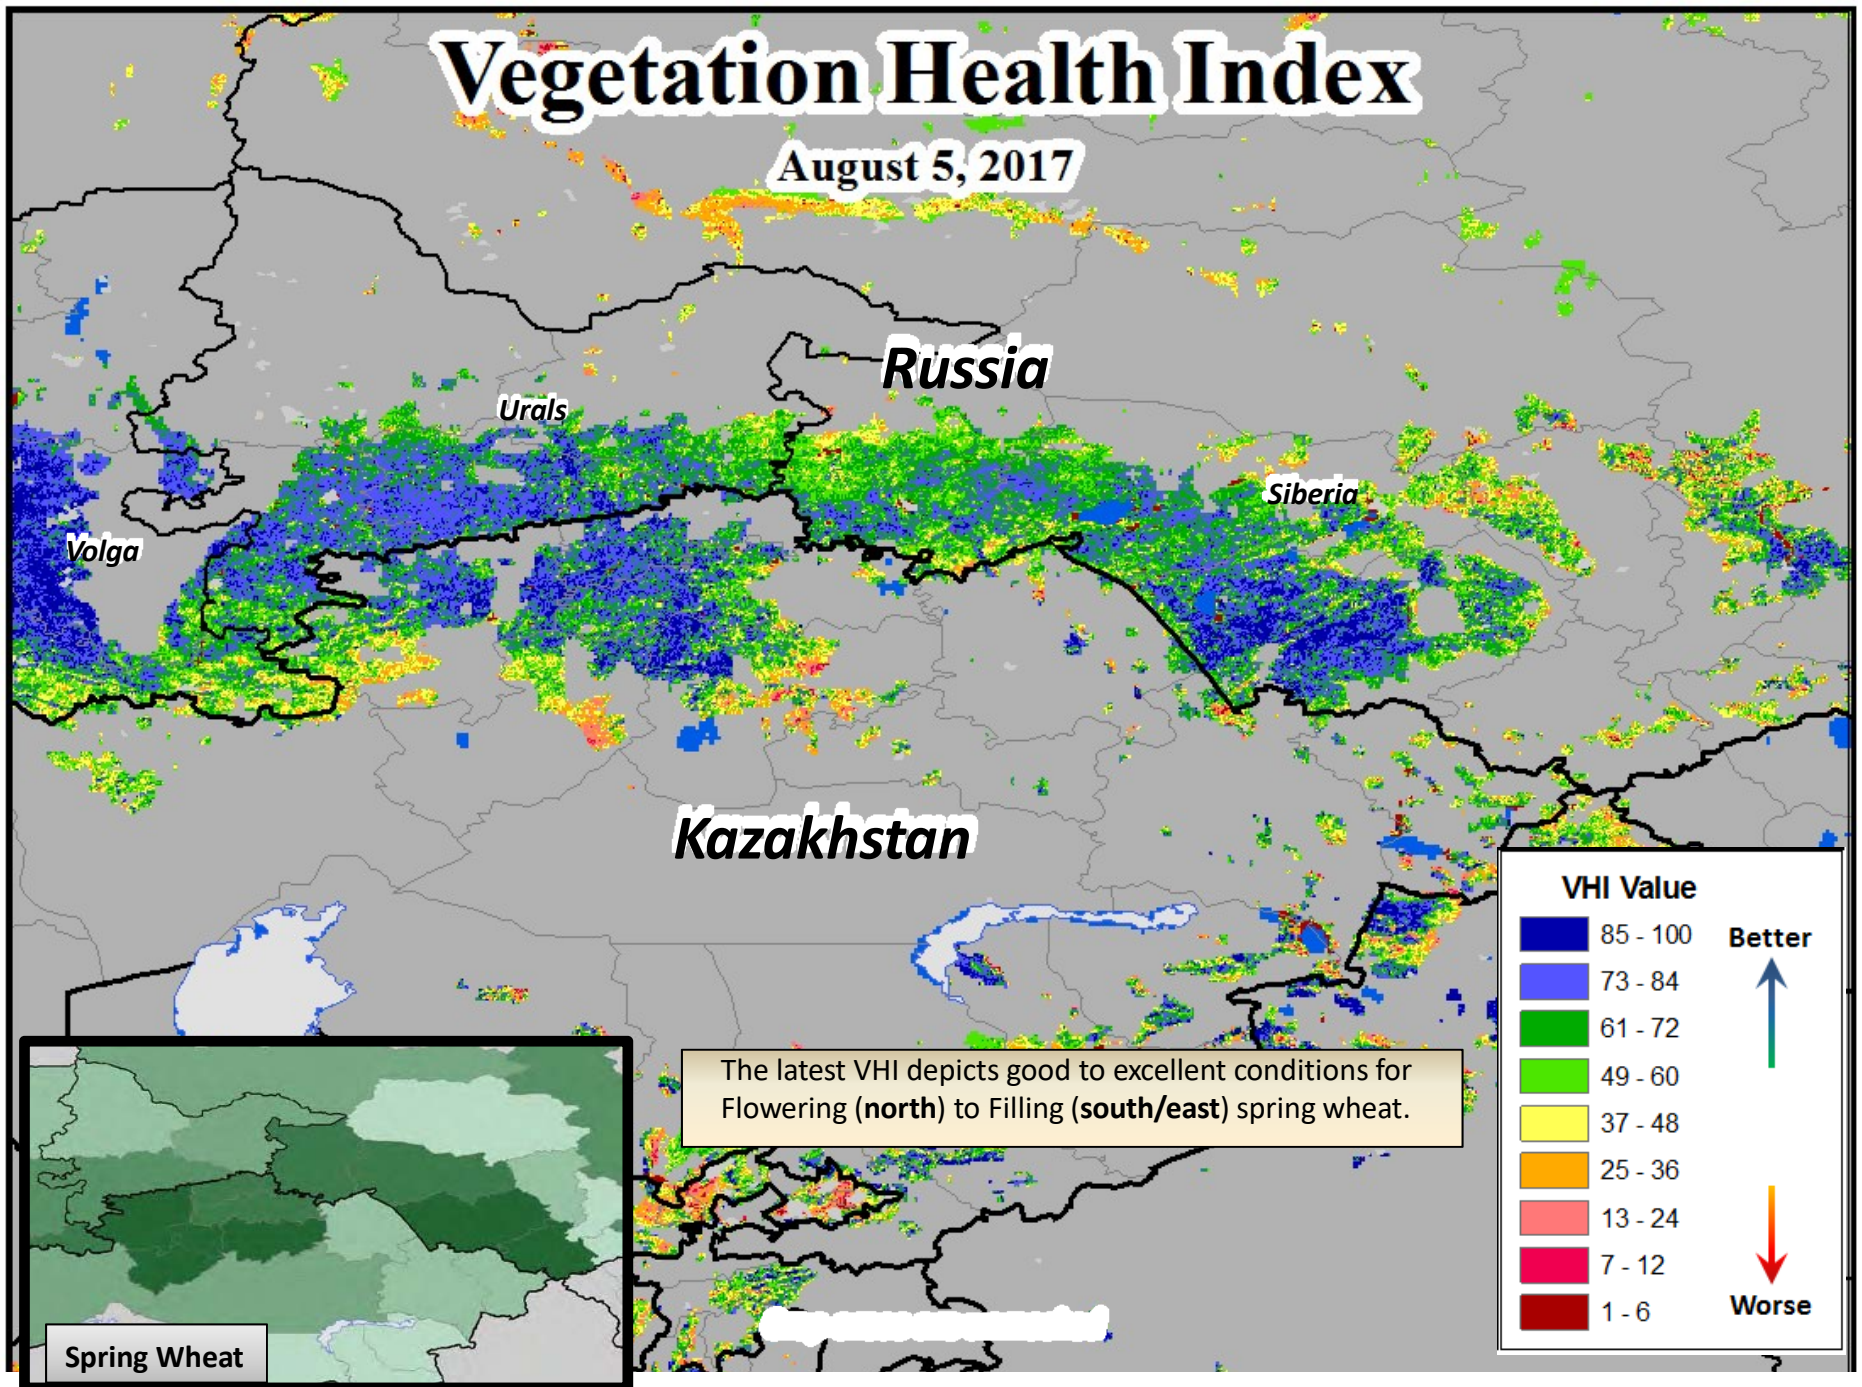 Vegetation Health Index
August 5, 2017
Russia
Urals
Siberia
Volga
Kazakhstan
VHI Value
85 - 100
Better
73 - 84
61 - 72
49 - 60
37 - 48
25 - 36
13 - 24
7 - 12
1 - 6
Worse
The latest VHI depicts good to excellent conditions for
Flowering (north) to Filling (south/east) spring wheat.
Spring Wheat